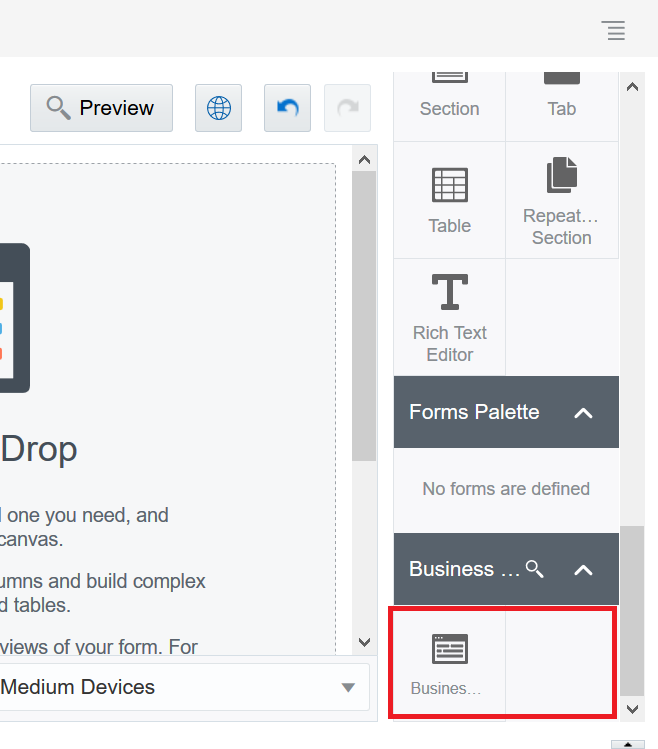 Preview
Section
Tab
Table
Repeat...
Section
Rich Text
Editor
Forms Palette
No forms are defined
Business ...
Busines...
Drop
one you need, and
canvas.
umns and build complex
d tables.
views of your form. For
Medium Devices